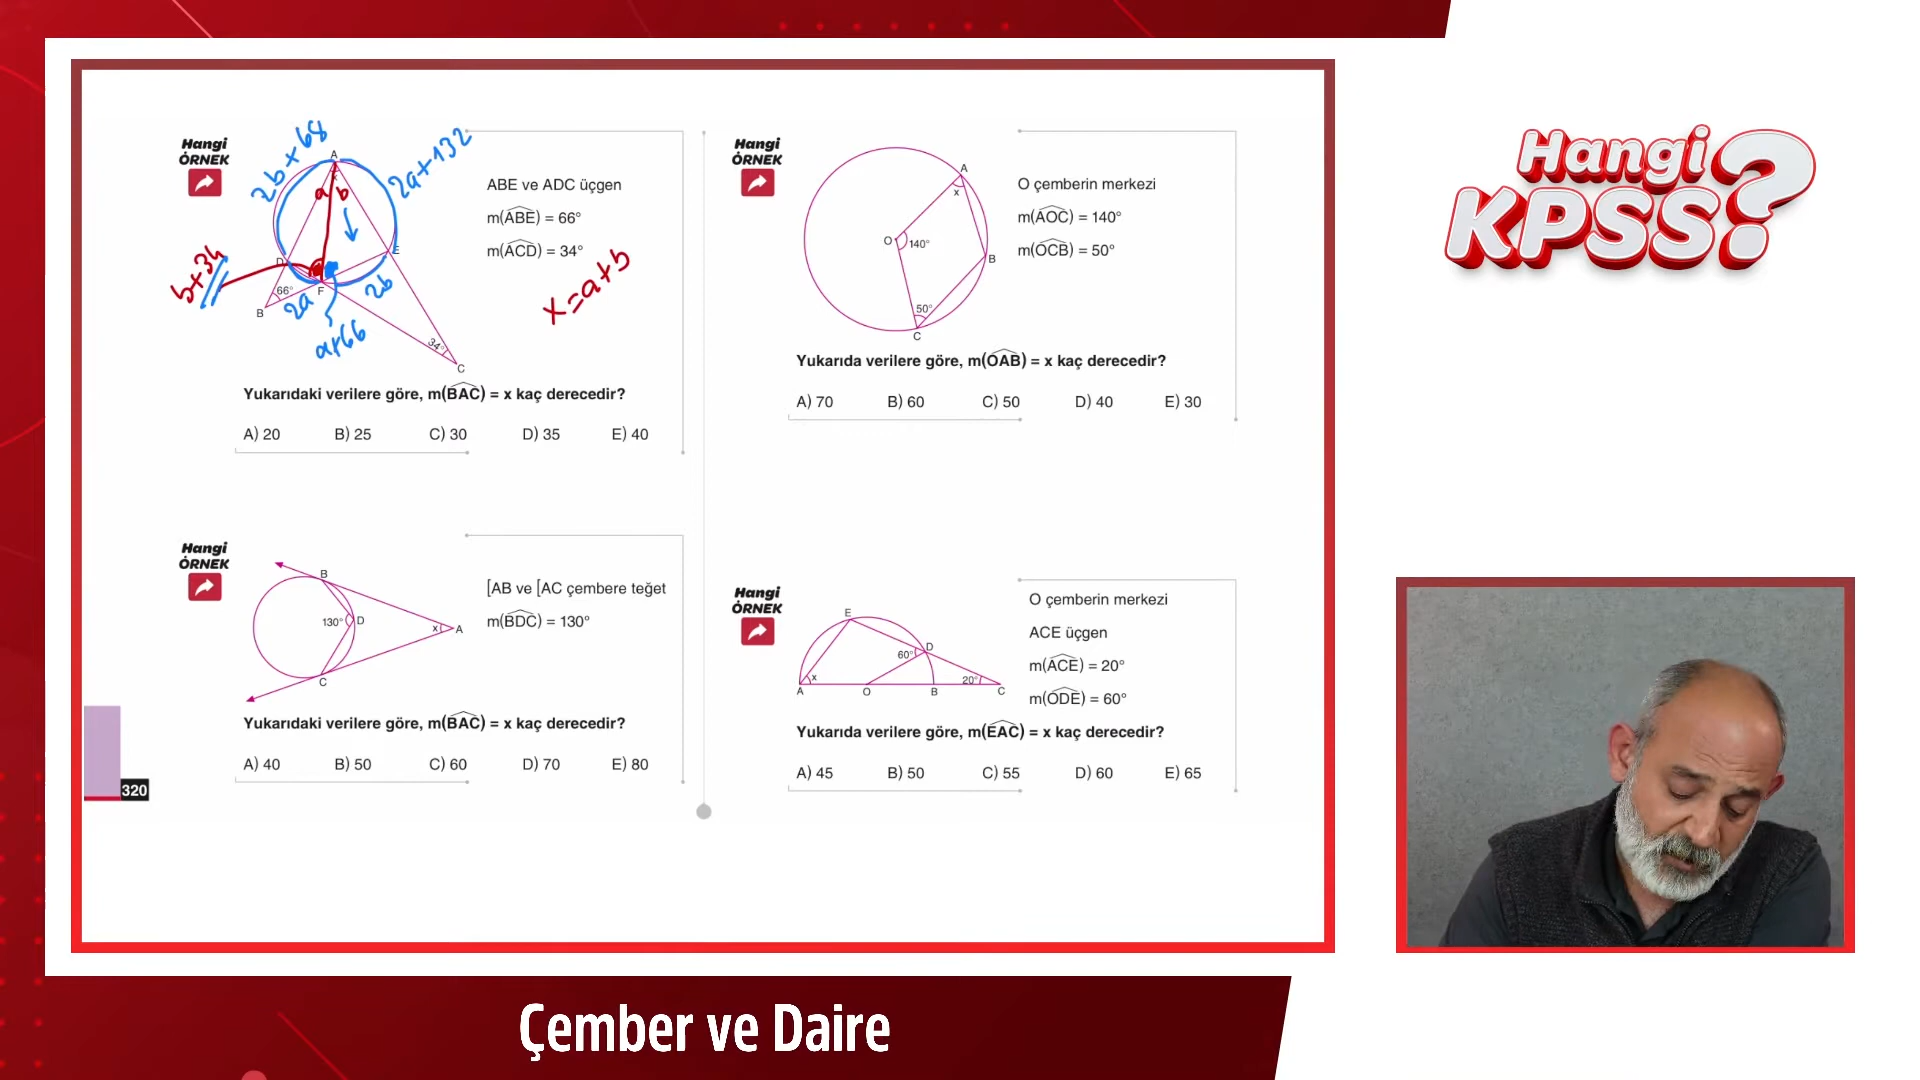 Hangi
ÖRNEK
2b+68
2a+132
A
x
a b
D
E
b+34
66°
F
B
2a
2b
a+66
34°
C
ABE ve ADC üçgen
m(ABE) = 66°
m(ACD) = 34°
x=a+b
Yukarıdaki verilere göre, m(BAC) = x kaç derecedir?
A) 20 B) 25 C) 30 D) 35 E) 40
Hangi
ÖRNEK
A
x
O
140°
B
50°
C
O çemberin merkezi
m(AOC) = 140°
m(OCB) = 50°
Yukarıda verilere göre, m(OAB) = x kaç derecedir?
A) 70 B) 60 C) 50 D) 40 E) 30
Hangi
ÖRNEK
B
130° D
x A
C
[AB ve [AC çembere teğet
m(BDC) = 130°
Yukarıdaki verilere göre, m(BAC) = x kaç derecedir?
A) 40 B) 50 C) 60 D) 70 E) 80
320
Hangi
ÖRNEK
E
D
60°
x
20°
A O B C
O çemberin merkezi
ACE üçgen
m(ACE) = 20°
m(ODE) = 60°
Yukarıda verilere göre, m(EAC) = x kaç derecedir?
A) 45 B) 50 C) 55 D) 60 E) 65
Hangi
KPSS?
Çember ve Daire